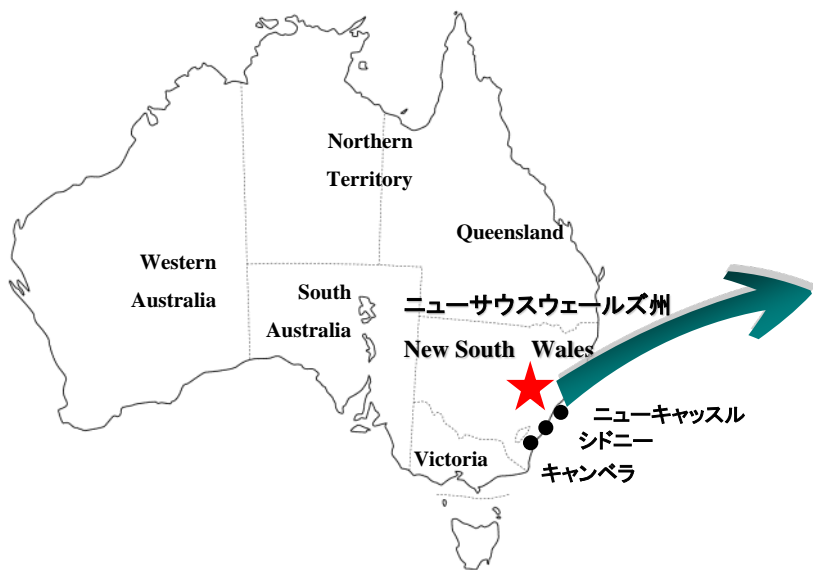 Northern
Territory
Queensland
Western
Australia
South
Australia
ニューサウスウェールズ州
New South Wales
ニューキャッスル
シドニー
Victoria
キャンベラ